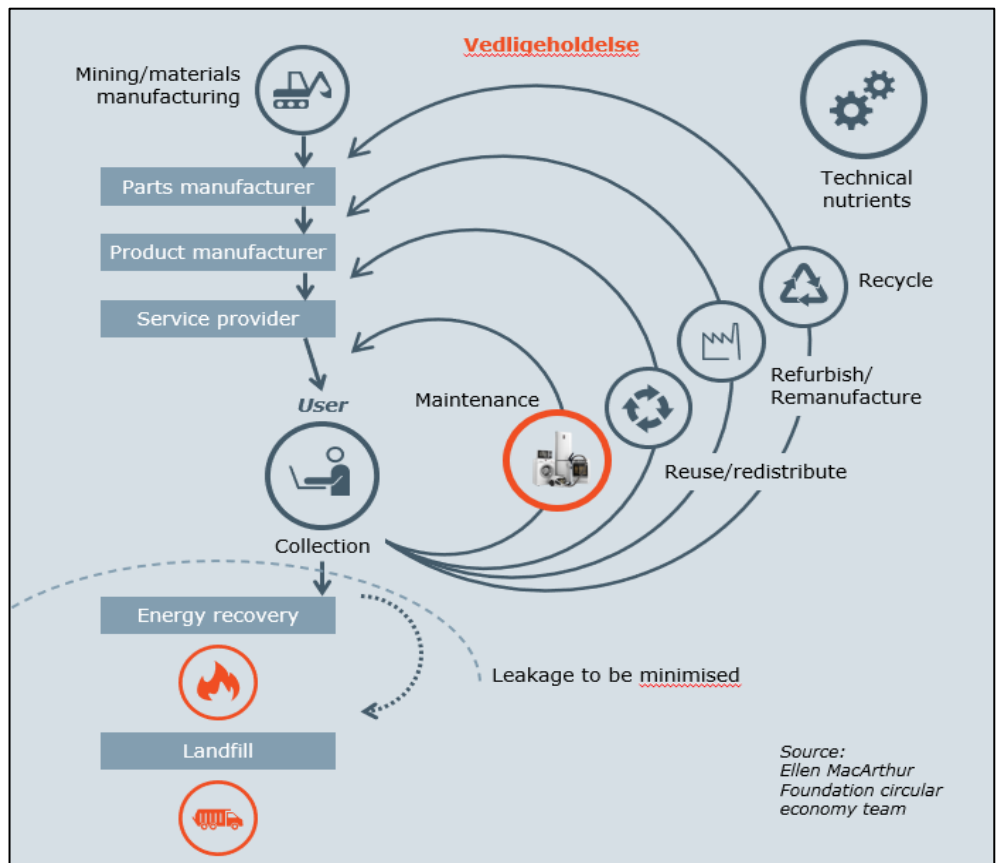 Vedligeholdelse
Mining/materials
manufacturing
Parts manufacturer
Product manufacturer
Service provider
User
Collection
Maintenance
Technical
nutrients
Recycle
Refurbish/
Remanufacture
Reuse/redistribute
Energy recovery
Leakage to be minimised
Landfill
Source:
Ellen MacArthur
Foundation circular
economy team